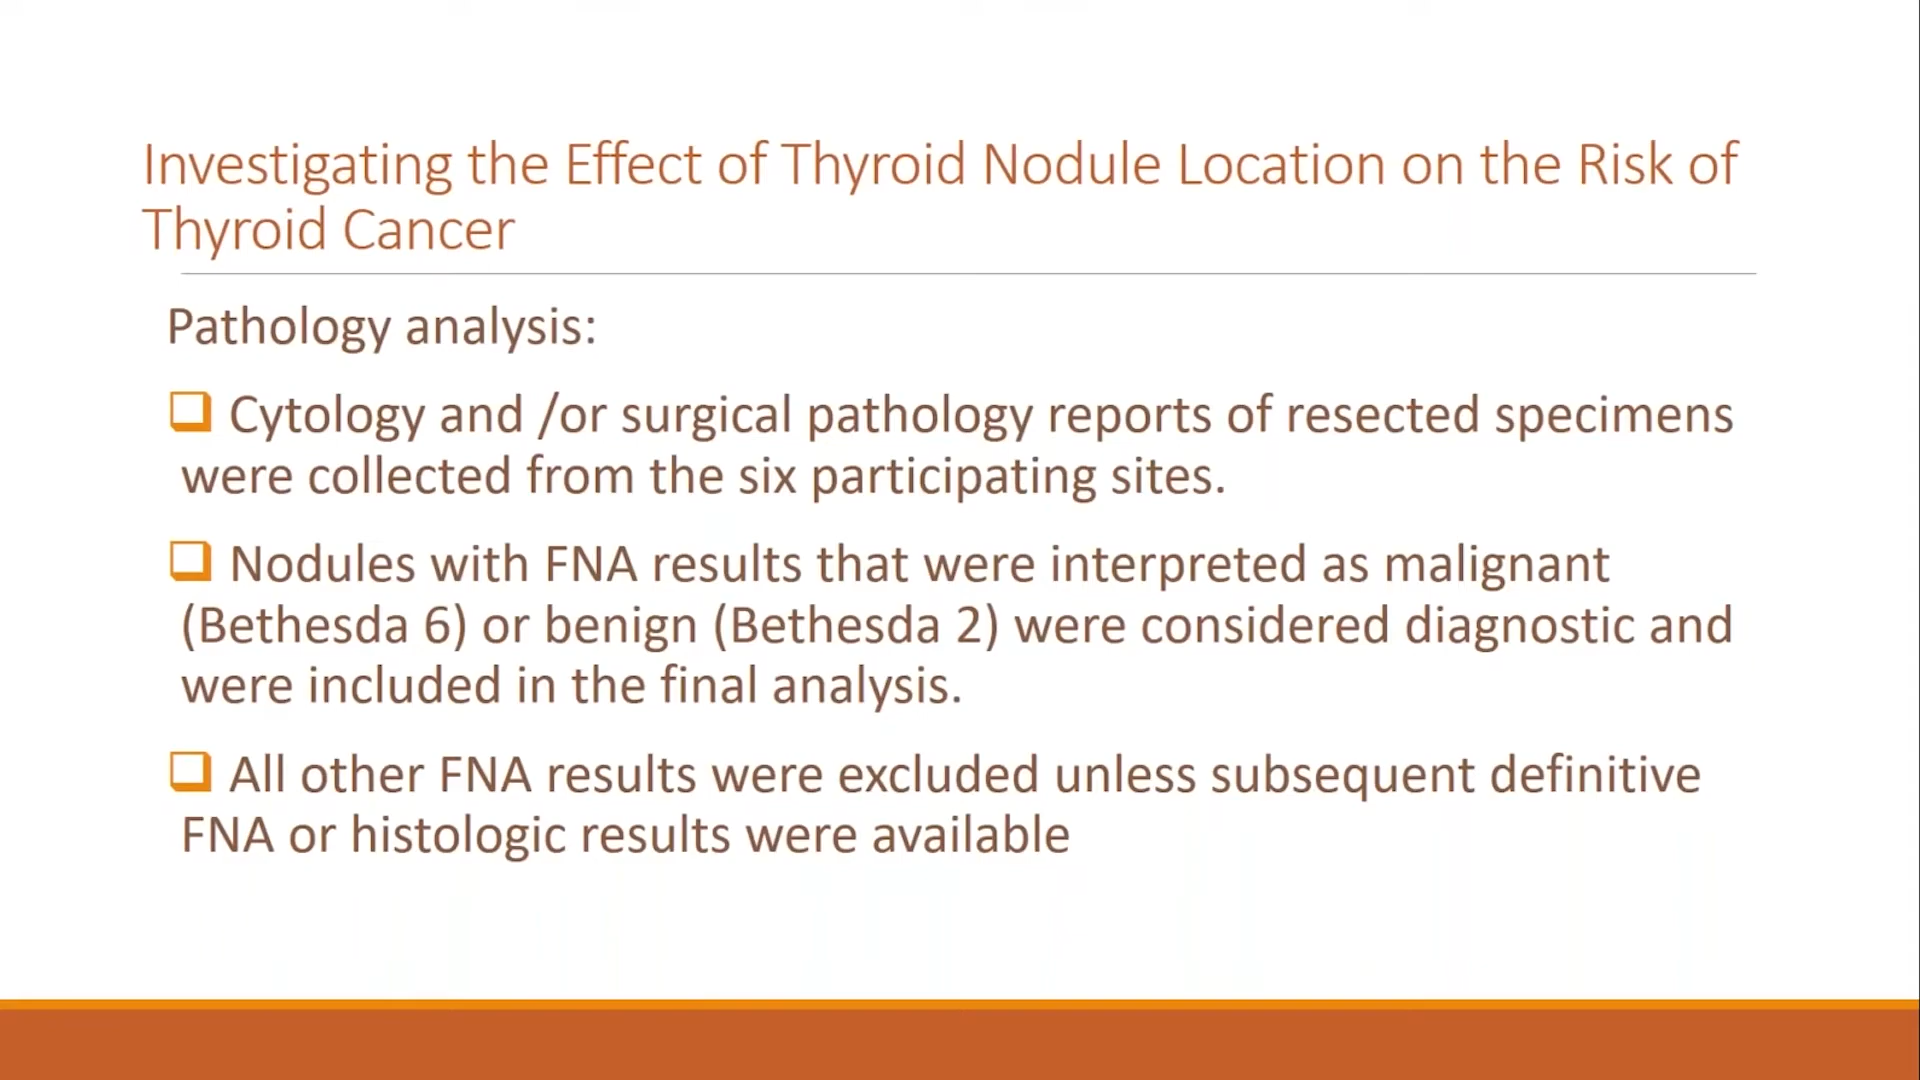 Investigating the Effect of Thyroid Nodule Location on the Risk of
Thyroid Cancer
Pathology analysis:
Cytology and /or surgical pathology reports of resected specimens
were collected from the six participating sites.
Nodules with FNA results that were interpreted as malignant
(Bethesda 6) or benign (Bethesda 2) were considered diagnostic and
were included in the final analysis.
All other FNA results were excluded unless subsequent definitive
FNA or histologic results were available